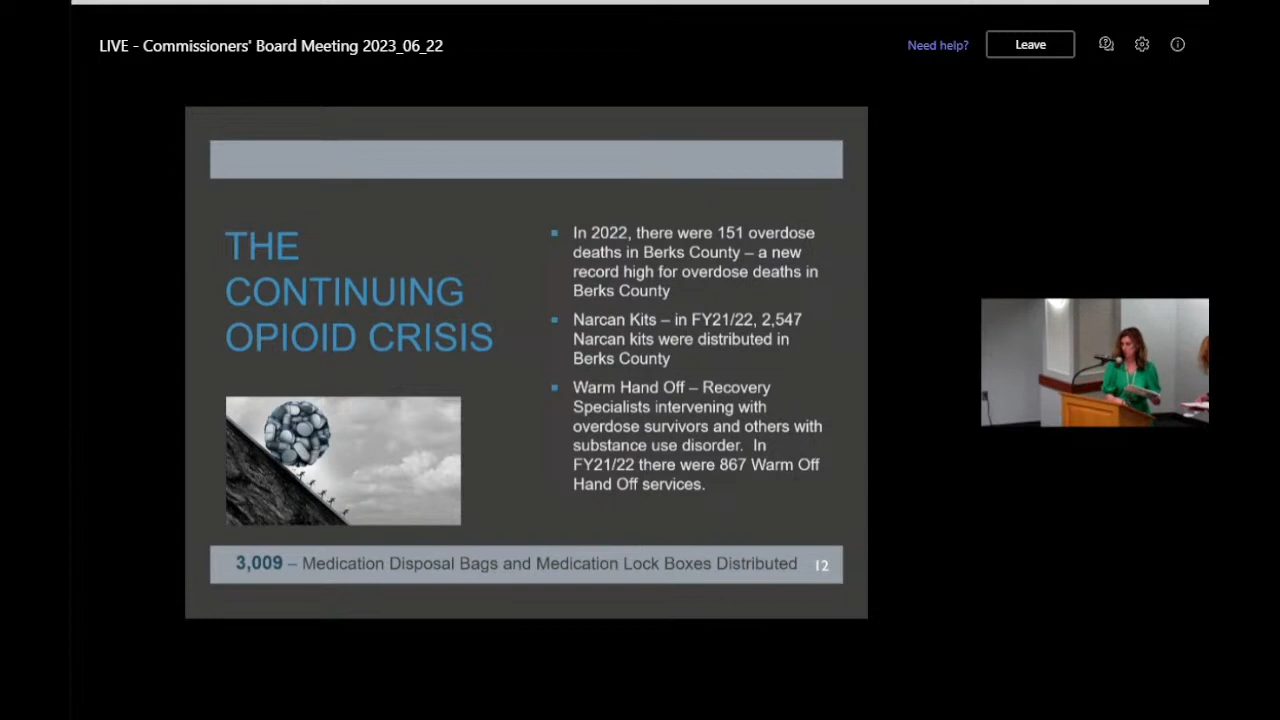 LIVE - Commissioners' Board Meeting 2023_06_22
Need help?
Leave
THE
CONTINUING
OPIOID CRISIS
In 2022, there were 151 overdose
deaths in Berks County – a new
record high for overdose deaths in
Berks County
Narcan Kits – in FY21/22, 2,547
Narcan kits were distributed in
Berks County
Warm Hand Off – Recovery
Specialists intervening with
overdose survivors and others with
substance use disorder.  In
FY21/22 there were 867 Warm Off
Hand Off services.
3,009 – Medication Disposal Bags and Medication Lock Boxes Distributed
12